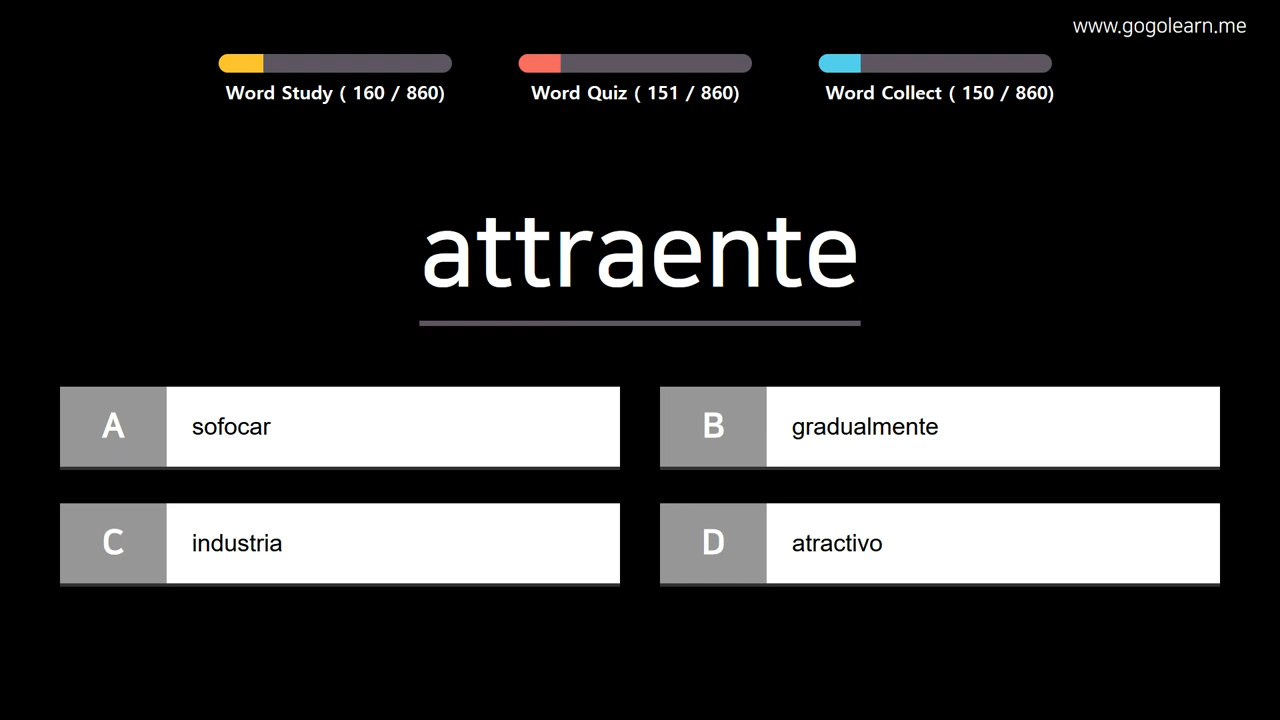 www.gogolearn.me
Word Study ( 160 / 860)
Word Quiz ( 151 / 860)
Word Collect ( 150 / 860)
attraente
A
sofocar
B
gradualmente
C
industria
D
atractivo